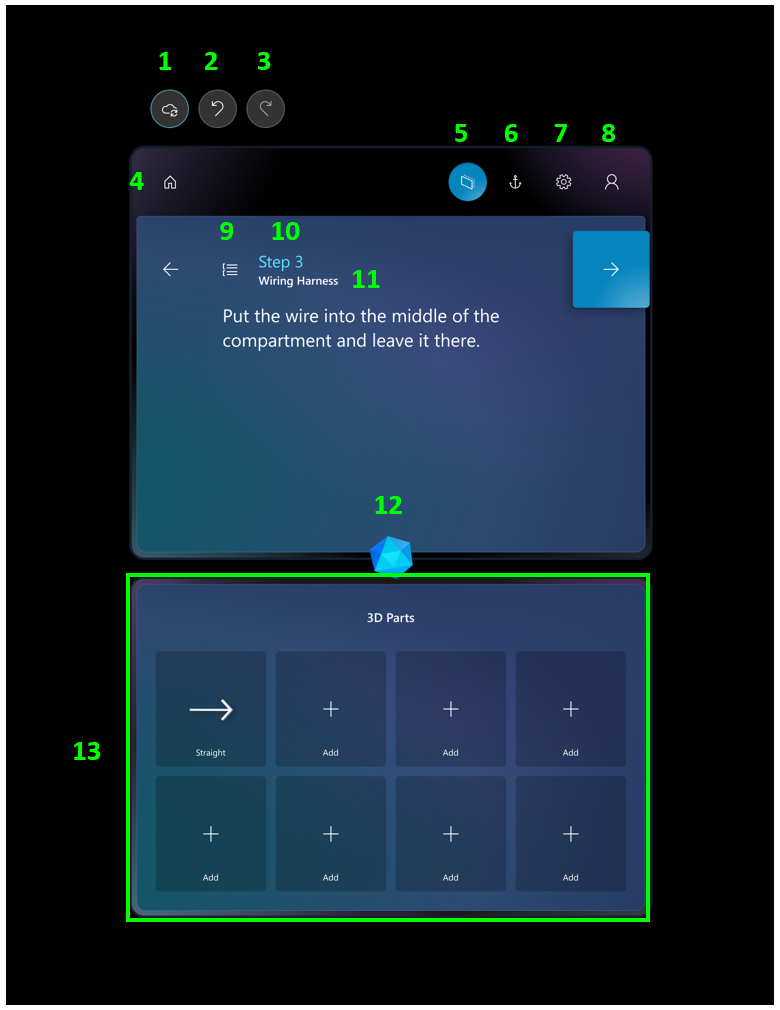 1 2 3
5 6 7 8
4
9 10
Step 3
Wiring Harness 11
Put the wire into the middle of the
compartment and leave it there.
12
3D Parts
Straight Add Add Add
13
Add Add Add Add